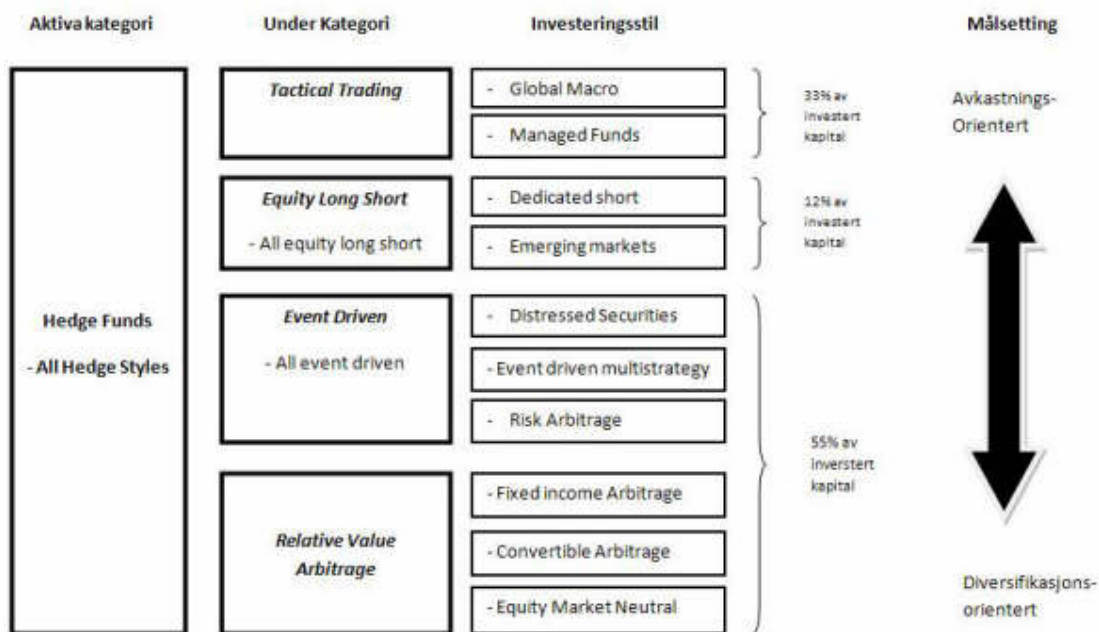 Aktiva kategori
Under Kategori
Investeringsstil
Målsetting
Hedge Funds
- All Hedge Styles
Tactical Trading
- Global Macro
- Managed Funds
33% av
investert
kapital
Avkastnings-
Orientert
Equity Long Short
- All equity long short
- Dedicated short
- Emerging markets
12% av
investert
kapital
Event Driven
- All event driven
- Distressed Securities
- Event driven multistrategy
- Risk Arbitrage
Relative Value
Arbitrage
- Fixed income Arbitrage
- Convertible Arbitrage
- Equity Market Neutral
55% av
inverstert
kapital
Diversifikasjons-
orientert